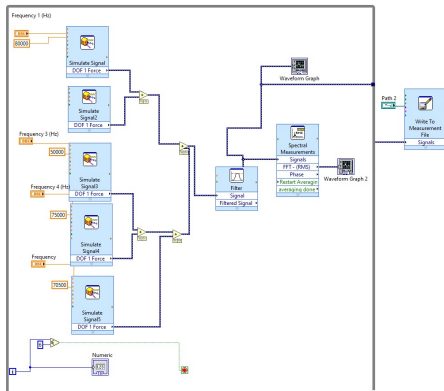 Frequency 1 (Hz)
80000
Simulate Signal
DOF 1 Force
Simulate
Signal2
DOF 1 Force
Frequency 3 (Hz)
50000
Simulate
Signal3
DOF 1 Force
Frequency 4 (Hz)
75000
Simulate
Signal4
DOF 1 Force
Frequency
70500
Simulate
Signal5
DOF 1 Force
Numeric
i
Filter
Signal
Filtered Signal
Waveform Graph
Spectral
Measurements
Signals
FFT - (RMS)
Phase
Restart Averagin
averaging done
Waveform Graph 2
Path 2
Write To
Measurement
File
Signals